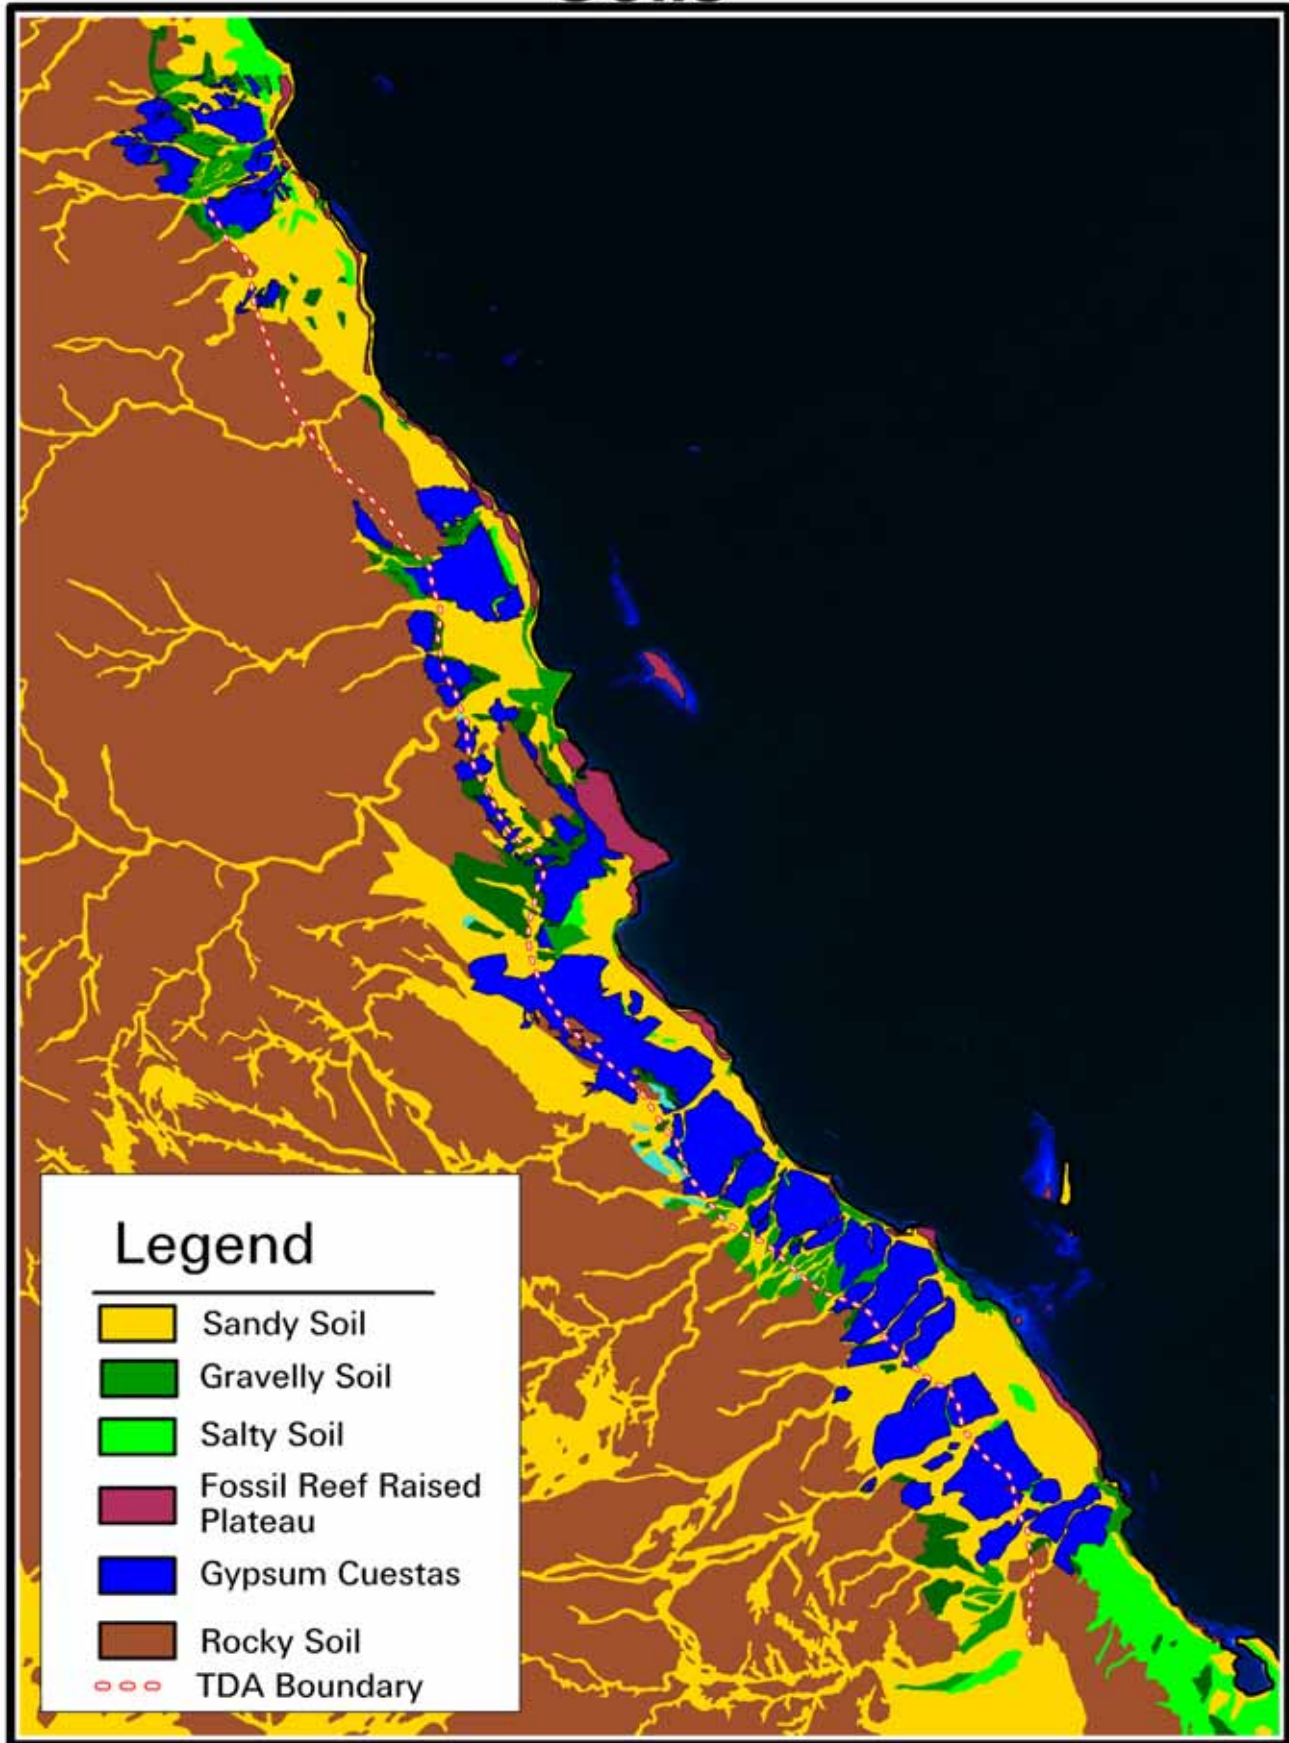 Legend
Sandy Soil
Gravelly Soil
Salty Soil
Fossil Reef Raised
Plateau
Gypsum Cuestas
Rocky Soil
TDA Boundary